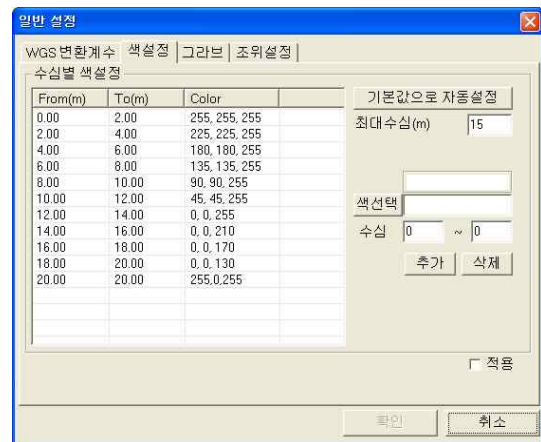 일반 설정
WGS 변환계수 색설정 그라브 조위설정
수심별 색설정
From(m) To(m) Color
0.00 2.00 255, 255, 255
2.00 4.00 225, 225, 255
4.00 6.00 180, 180, 255
6.00 8.00 135, 135, 255
8.00 10.00 90, 90, 255
10.00 12.00 45, 45, 255
12.00 14.00 0, 0, 255
14.00 16.00 0, 0, 210
16.00 18.00 0, 0, 170
18.00 20.00 0, 0, 130
20.00 20.00 255,0,255
기본값으로 자동설정
최대수심(m) 15
색선택
수심 0 ~ 0
추가 삭제
적용
확인 취소